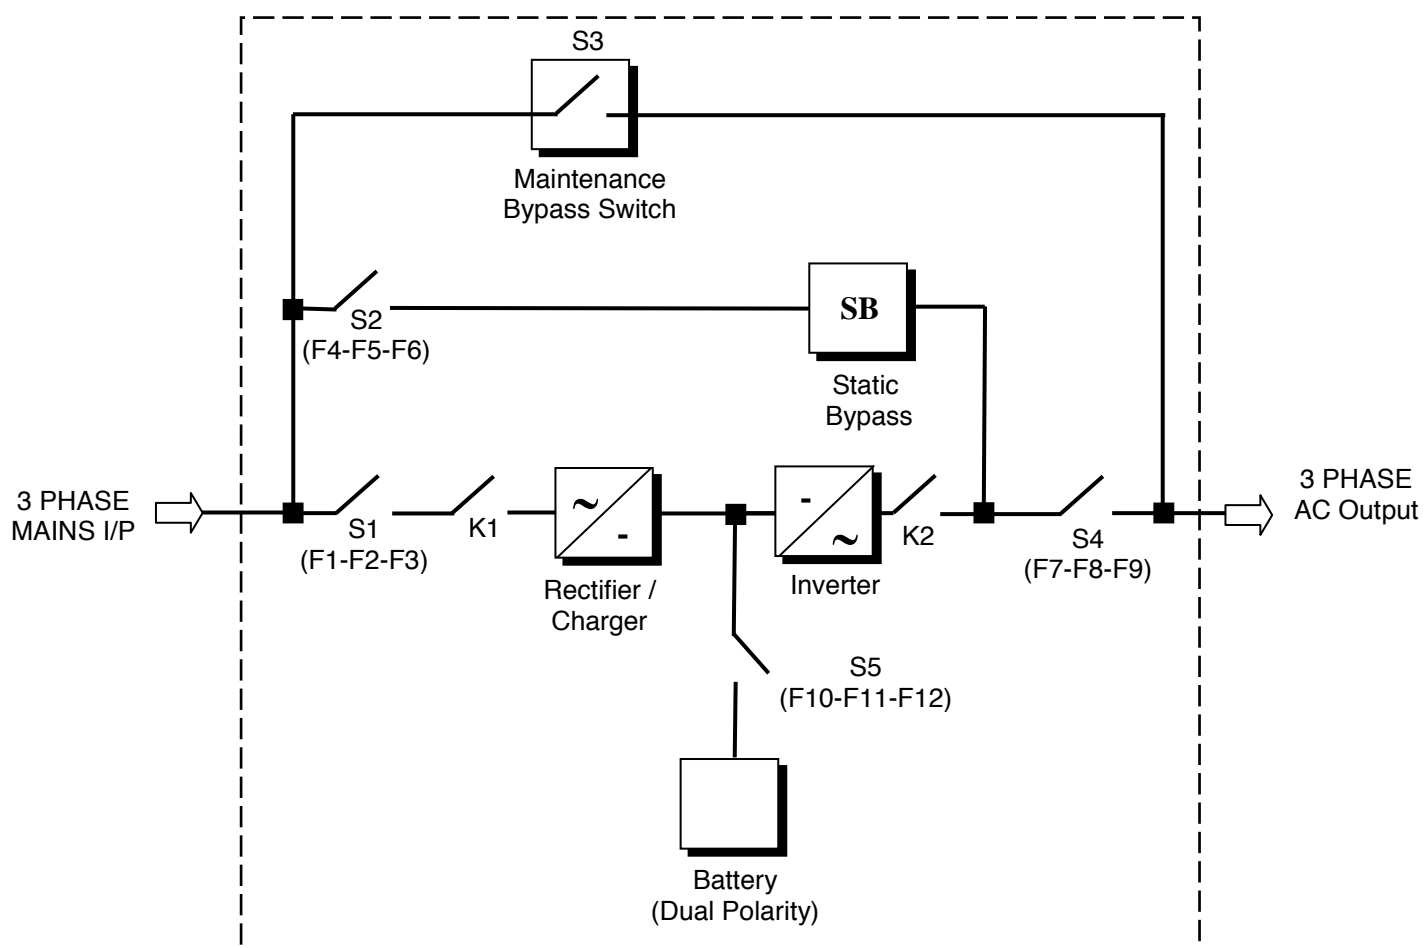 S3
Maintenance
Bypass Switch
S2
(F4-F5-F6)
SB
Static
Bypass
3 PHASE
MAINS I/P
S1
(F1-F2-F3)
K1
~
-
Rectifier /
Charger
-
~
Inverter
K2
S4
(F7-F8-F9)
3 PHASE
AC Output
S5
(F10-F11-F12)
Battery
(Dual Polarity)